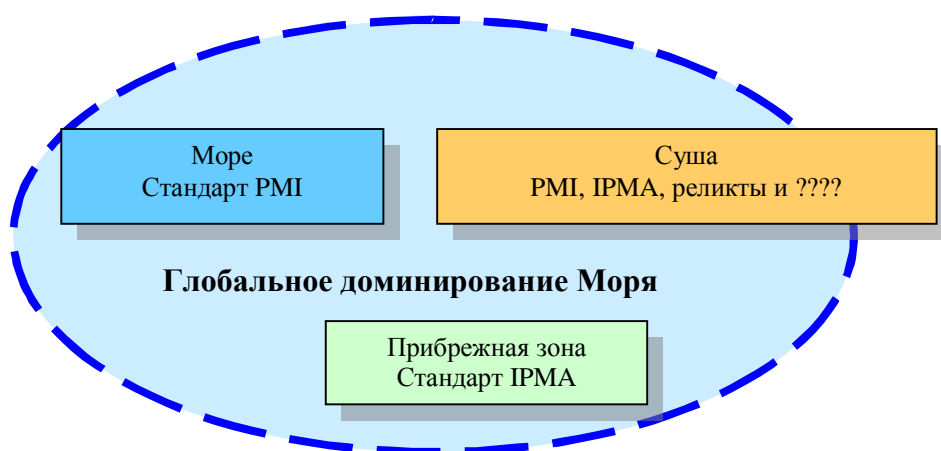 Море
Стандарт PMI
Суша
PMI, IPMA, реликты и ????
Глобальное доминирование Моря
Прибрежная зона
Стандарт IPMA